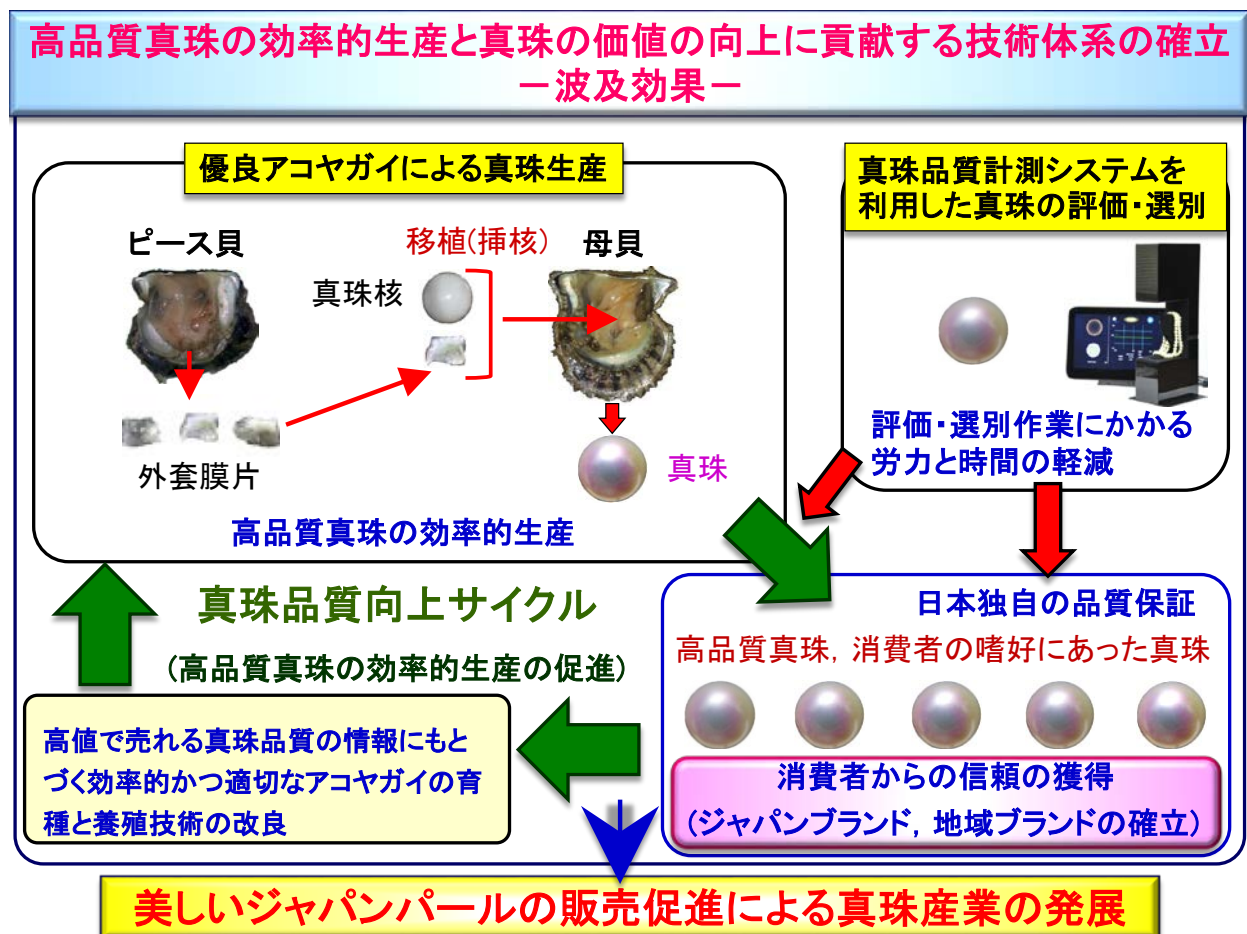 高品質真珠の効率的生産と真珠の価値の向上に貢献する技術体系の確立
－波及効果－
優良アコヤガイによる真珠生産
ピース貝
移植(挿核)
母貝
真珠核
外套膜片
真珠
高品質真珠の効率的生産
真珠品質計測システムを
利用した真珠の評価・選別
評価・選別作業にかかる
労力と時間の軽減
真珠品質向上サイクル
(高品質真珠の効率的生産の促進)
日本独自の品質保証
高品質真珠，消費者の嗜好にあった真珠
消費者からの信頼の獲得
(ジャパンブランド，地域ブランドの確立)
高値で売れる真珠品質の情報にもと
づく効率的かつ適切なアコヤガイの育
種と養殖技術の改良
美しいジャパンパールの販売促進による真珠産業の発展